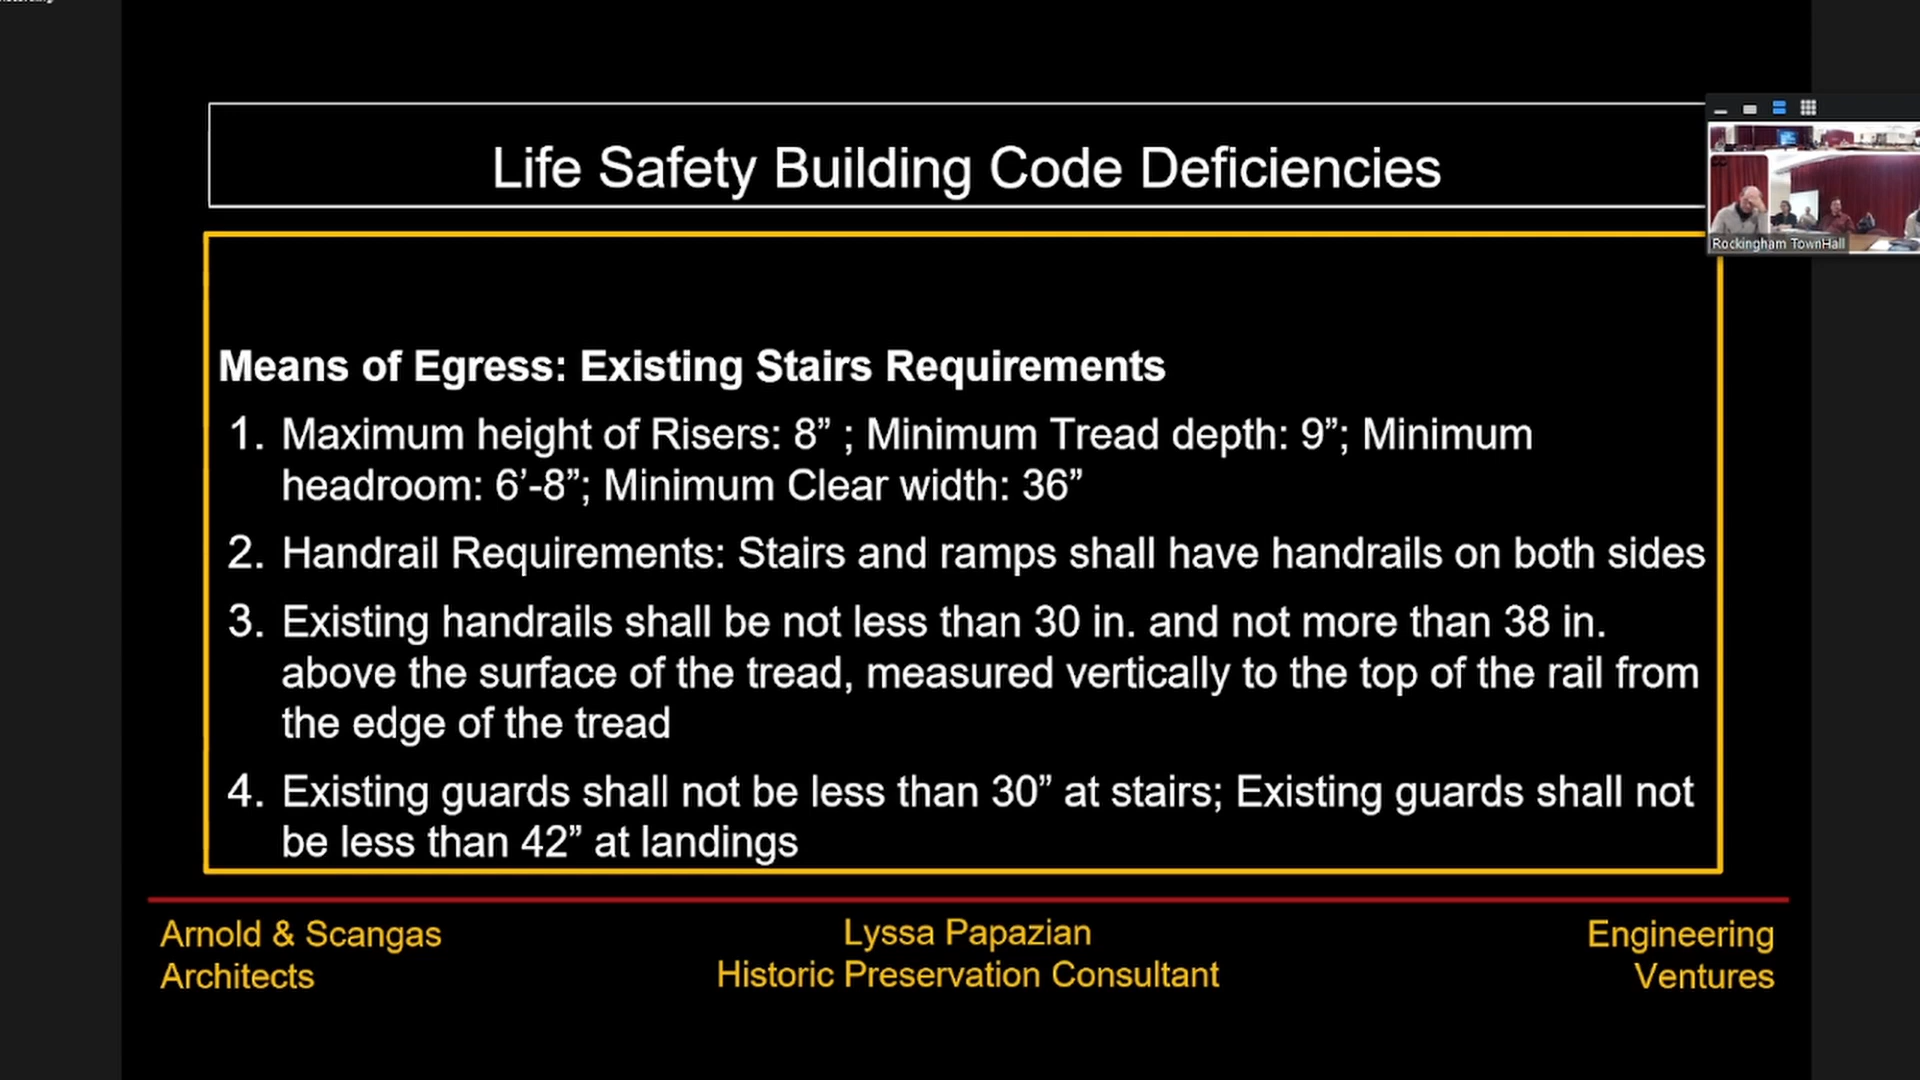 Life Safety Building Code Deficiencies
Rockingham TownHall
Means of Egress: Existing Stairs Requirements
1. Maximum height of Risers: 8” ; Minimum Tread depth: 9”; Minimum
headroom: 6’-8”; Minimum Clear width: 36”
2. Handrail Requirements: Stairs and ramps shall have handrails on both sides
3. Existing handrails shall be not less than 30 in. and not more than 38 in.
above the surface of the tread, measured vertically to the top of the rail from
the edge of the tread
4. Existing guards shall not be less than 30” at stairs; Existing guards shall not
be less than 42” at landings
Arnold & Scangas
Architects
Lyssa Papazian
Historic Preservation Consultant
Engineering
Ventures